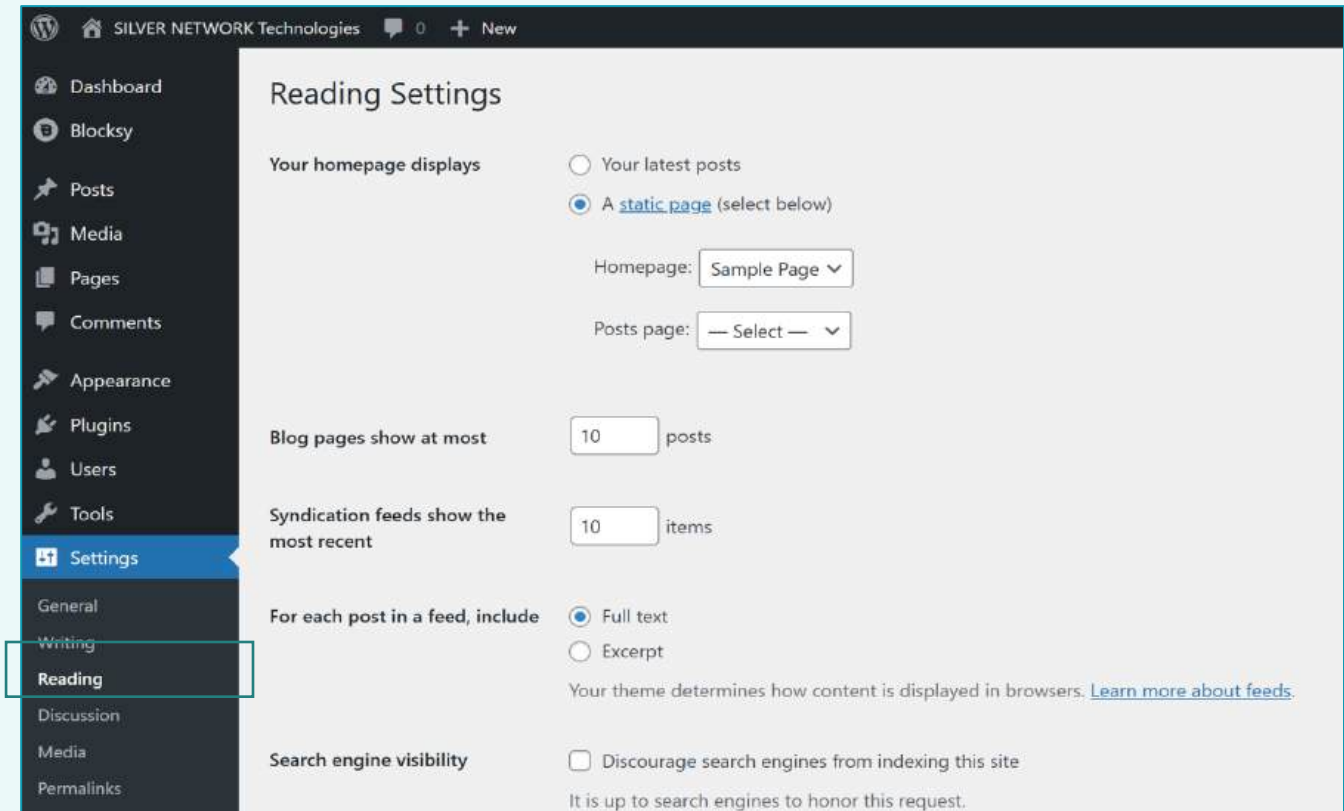 SILVER NETWORK Technologies 0 + New
Dashboard
Blocksy
Posts
Media
Pages
Comments
Appearance
Plugins
Users
Tools
Settings
General
Writing
Reading
Discussion
Media
Permalinks
Reading Settings
Your homepage displays
Your latest posts
A static page (select below)
Homepage: Sample Page
Posts page: — Select —
Blog pages show at most 10 posts
Syndication feeds show the
most recent
10 items
For each post in a feed, include
Full text
Excerpt
Your theme determines how content is displayed in browsers. Learn more about feeds.
Search engine visibility
Discourage search engines from indexing this site
It is up to search engines to honor this request.